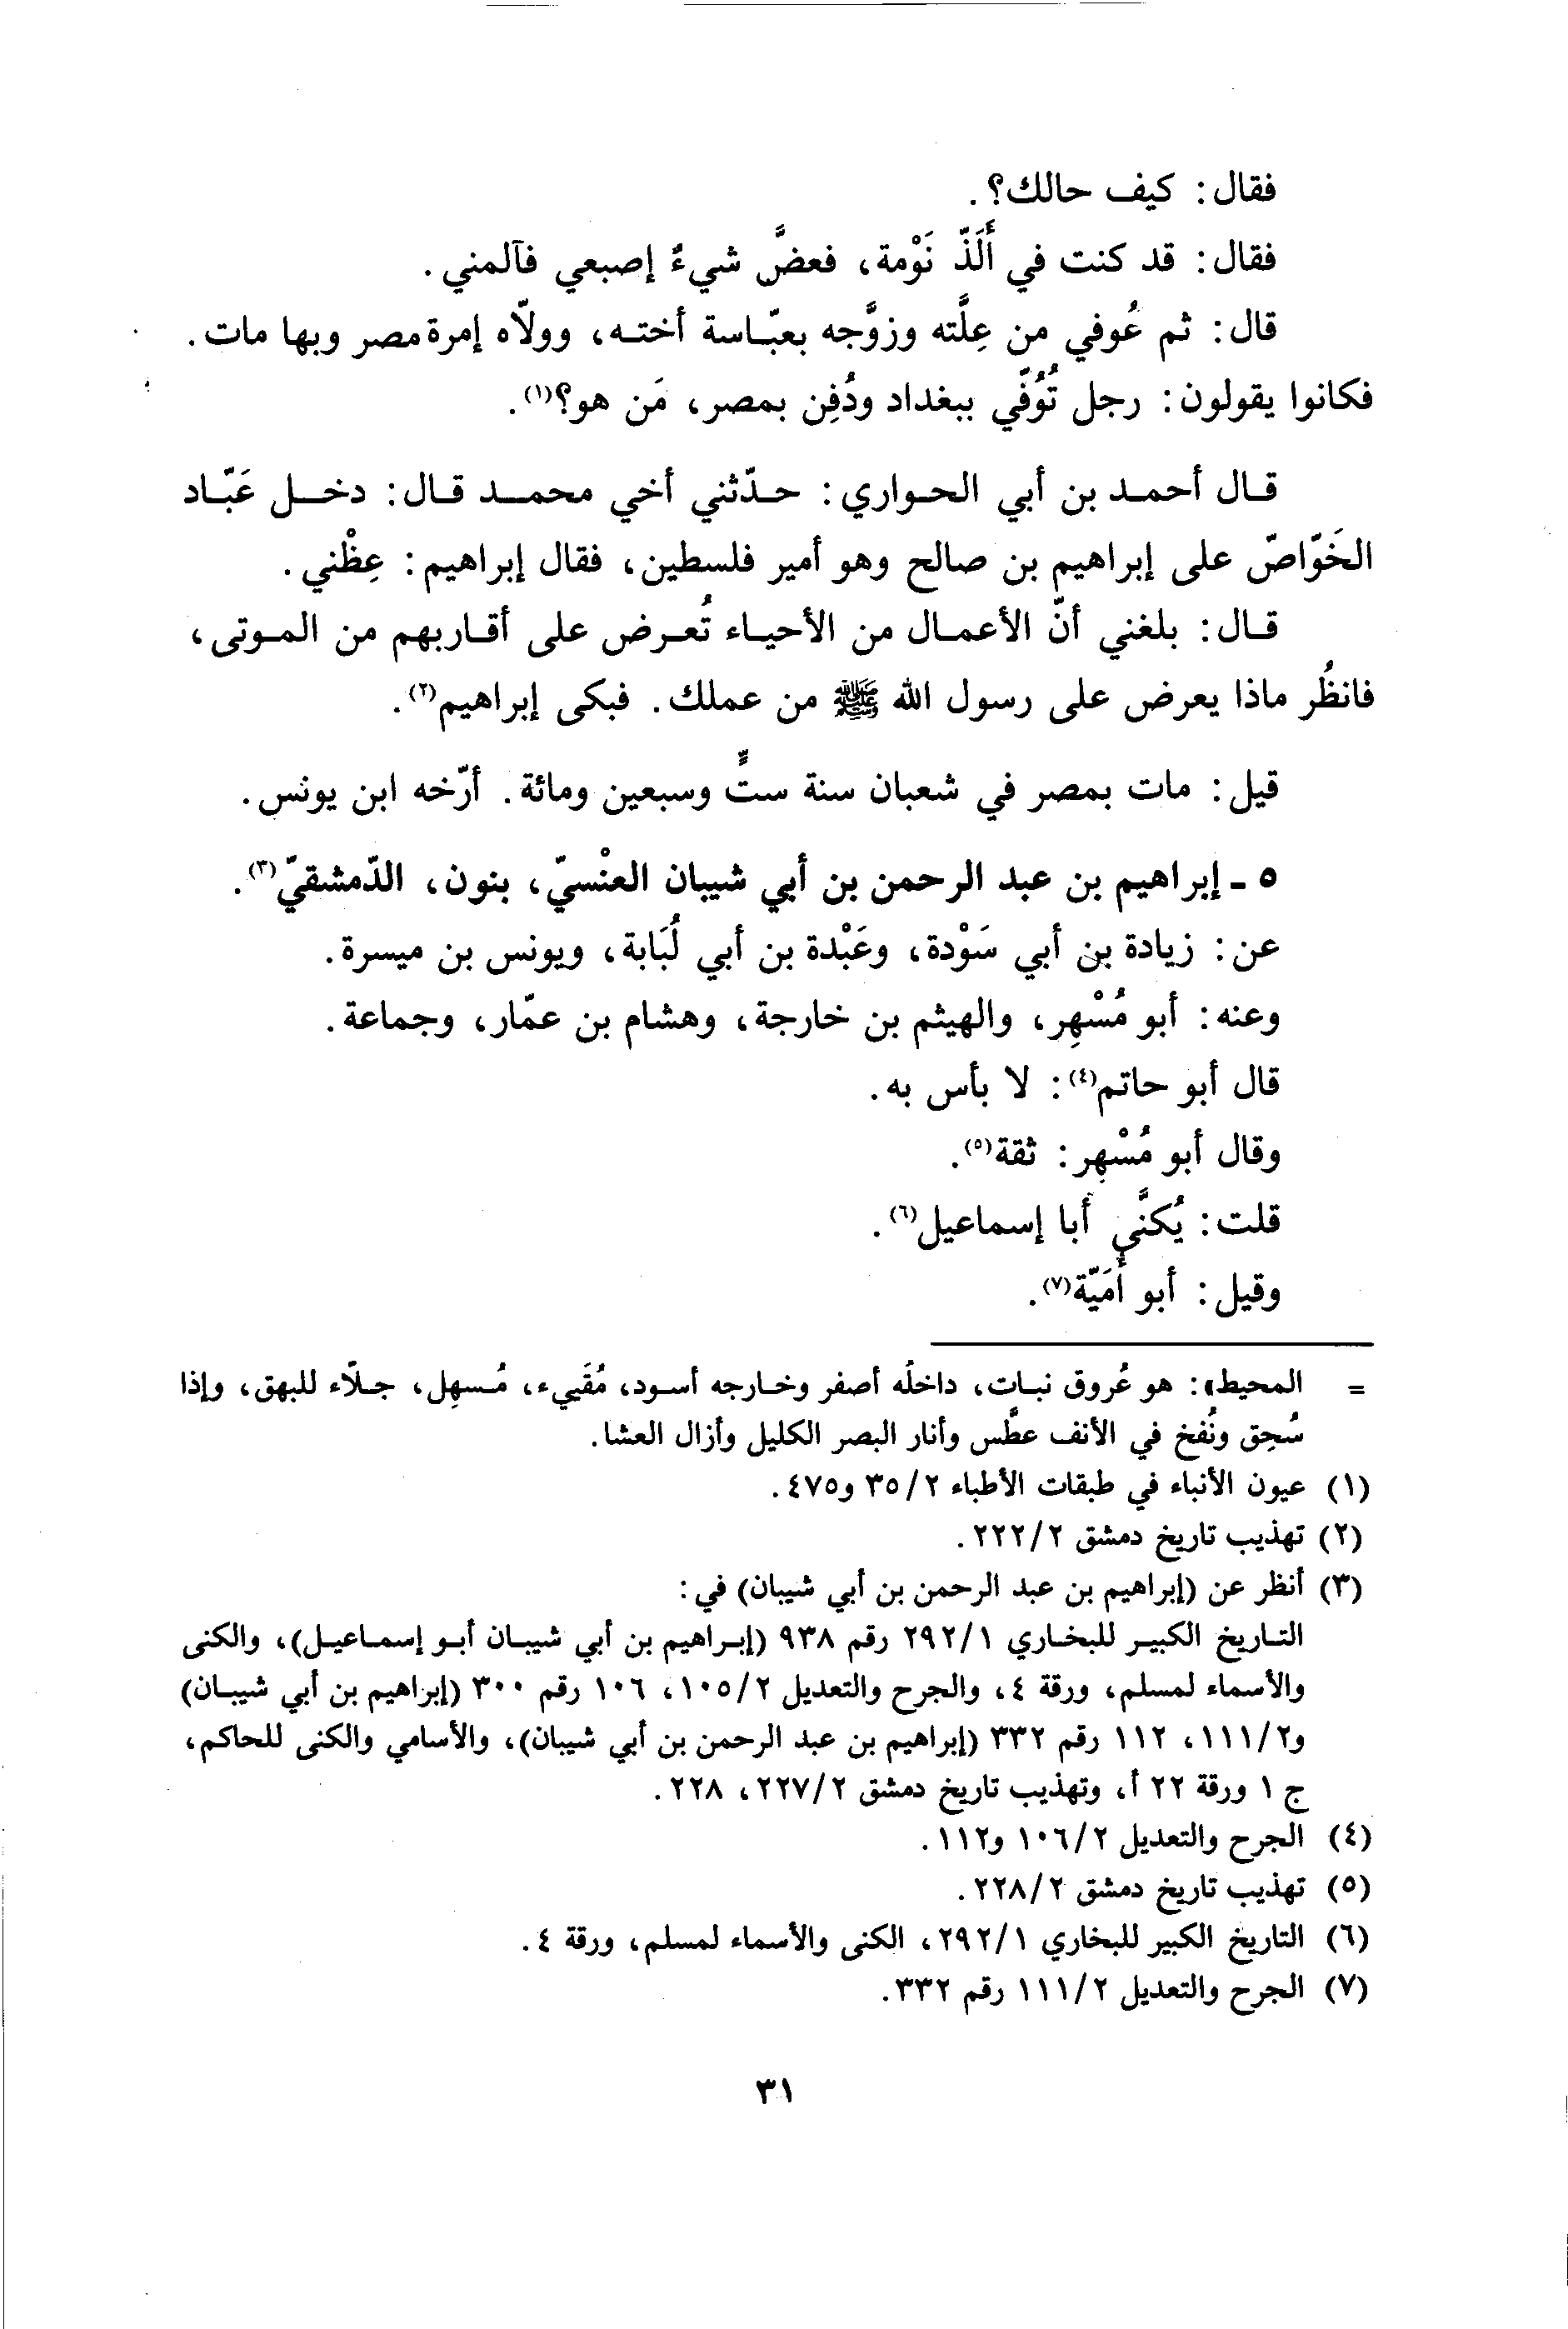 فقال: كيف حالك؟.
فقال: قد كنت في أَلَذّ نَوْمة، فعضَّ شيءٌ إصبعي فآلمني.
قال: ثم عُوفي من عِلَّته وزوَّجه بعبّاسة أخته، وولاّه إمرة مصر وبها مات.
فكانوا يقولون: رجل تُوُفّي ببغداد ودُفِن بمصر، مَن هو؟(١).
قال أحمد بن أبي الحواري: حدّثني أخي محمد قال: دخل عَبّاد
الخَوّاصّ على إبراهيم بن صالح وهو أمير فلسطين، فقال إبراهيم: عِظْني.
قال: بلغني أنّ الأعمال من الأحياء تُعرض على أقاربهم من الموتى،
فانظُر ماذا يعرض على رسول الله ﷺ من عملك. فبكى إبراهيم(٢).
قيل: مات بمصر في شعبان سنة ستٍّ وسبعين ومائة. أرّخه ابن يونس.
٥ - إبراهيم بن عبد الرحمن بن أبي شيبان العنْسيّ، بنون، الدّمشقيّ(٣).
عن: زيادة بن أبي سَوْدة، وعَبْدة بن أبي لُبَابة، ويونس بن ميسرة.
وعنه: أبو مُسْهِر، والهيثم بن خارجة، وهشام بن عمّار، وجماعة.
قال أبو حاتم(٤): لا بأس به.
وقال أبو مُسْهِر: ثقة(٥).
قلت: يُكنَّى أبا إسماعيل(٦).
وقيل: أبو أُمَيّة(٧).
= المحيط»: هو عُروق نبات، داخلُه أصفر وخارجه أسود، مُقَيىء، مُسهِل، جلاّء للبهق، وإذا
سُحِق ونُفخ في الأنف عطَّس وأنار البصر الكليل وأزال العشا.
(١) عيون الأنباء في طبقات الأطباء ٢/ ٣٥ و٤٧٥.
(٢) تهذيب تاريخ دمشق ٢/ ٢٢٢.
(٣) أنظر عن (إبراهيم بن عبد الرحمن بن أبي شيبان) في:
التاريخ الكبير للبخاري ١/ ٢٩٢ رقم ٩٣٨ (إبراهيم بن أبي شيبان أبو إسماعيل)، والكنى
والأسماء لمسلم، ورقة ٤، والجرح والتعديل ٢/ ١٠٥، ١٠٦ رقم ٣٠٠ (إبراهيم بن أبي شيبان)
و٢/ ١١١، ١١٢ رقم ٣٣٢ (إبراهيم بن عبد الرحمن بن أبي شيبان)، والأسامي والكنى للحاكم،
ج ١ ورقة ٢٢ أ، وتهذيب تاريخ دمشق ٢/ ٢٢٧، ٢٢٨.
(٤) الجرح والتعديل ٢/ ١٠٦ و١١٢.
(٥) تهذيب تاريخ دمشق ٢/ ٢٢٨.
(٦) التاريخ الكبير للبخاري ١/ ٢٩٢، الكنى والأسماء لمسلم، ورقة ٤.
(٧) الجرح والتعديل ٢/ ١١١ رقم ٣٣٢.
٣١